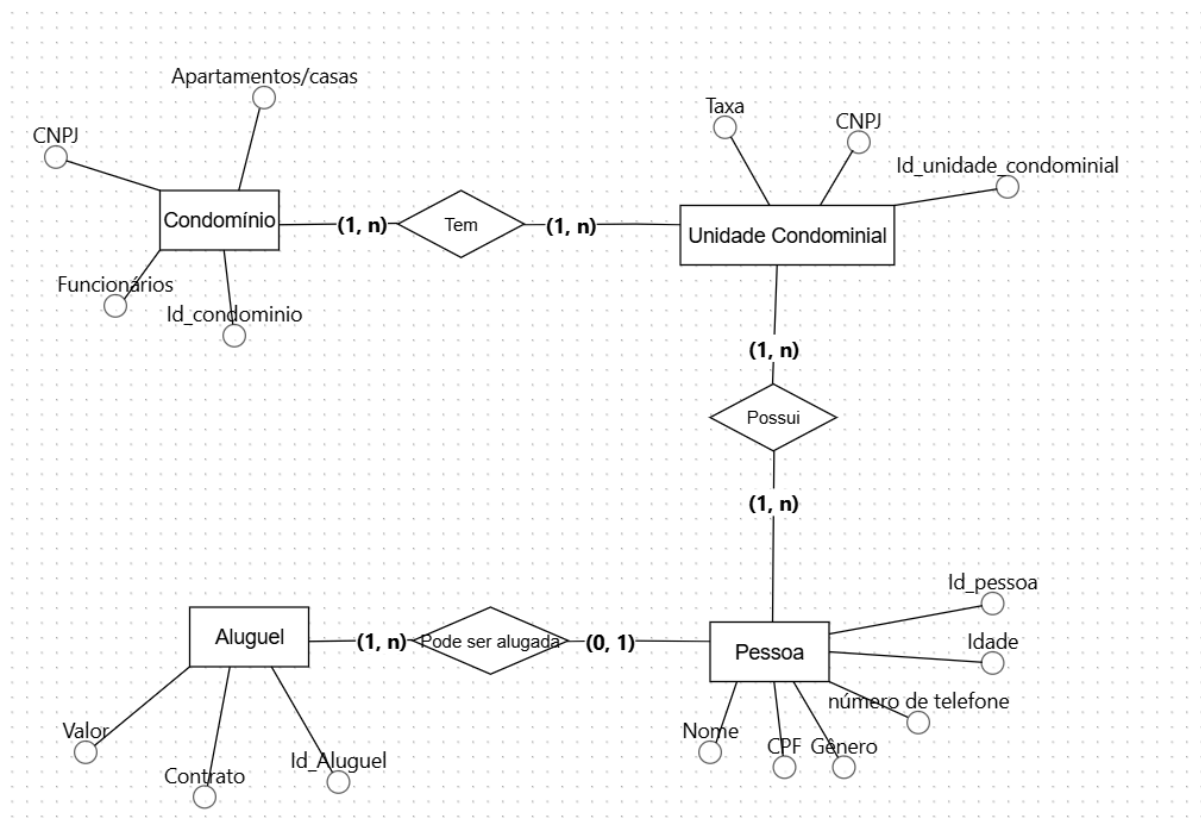 Apartamentos/casas
CNPJ
Condomínio
(1, n)
Tem
(1, n)
Funcionários
Id_condominio
Taxa
CNPJ
Id_unidade_condominial
Unidade Condominial
(1, n)
Possui
(1, n)
Aluguel
(1, n)
Pode ser alugada
(0, 1)
Pessoa
Id_pessoa
Idade
número de telefone
Nome
CPF
Gênero
Valor
Contrato
Id_Aluguel